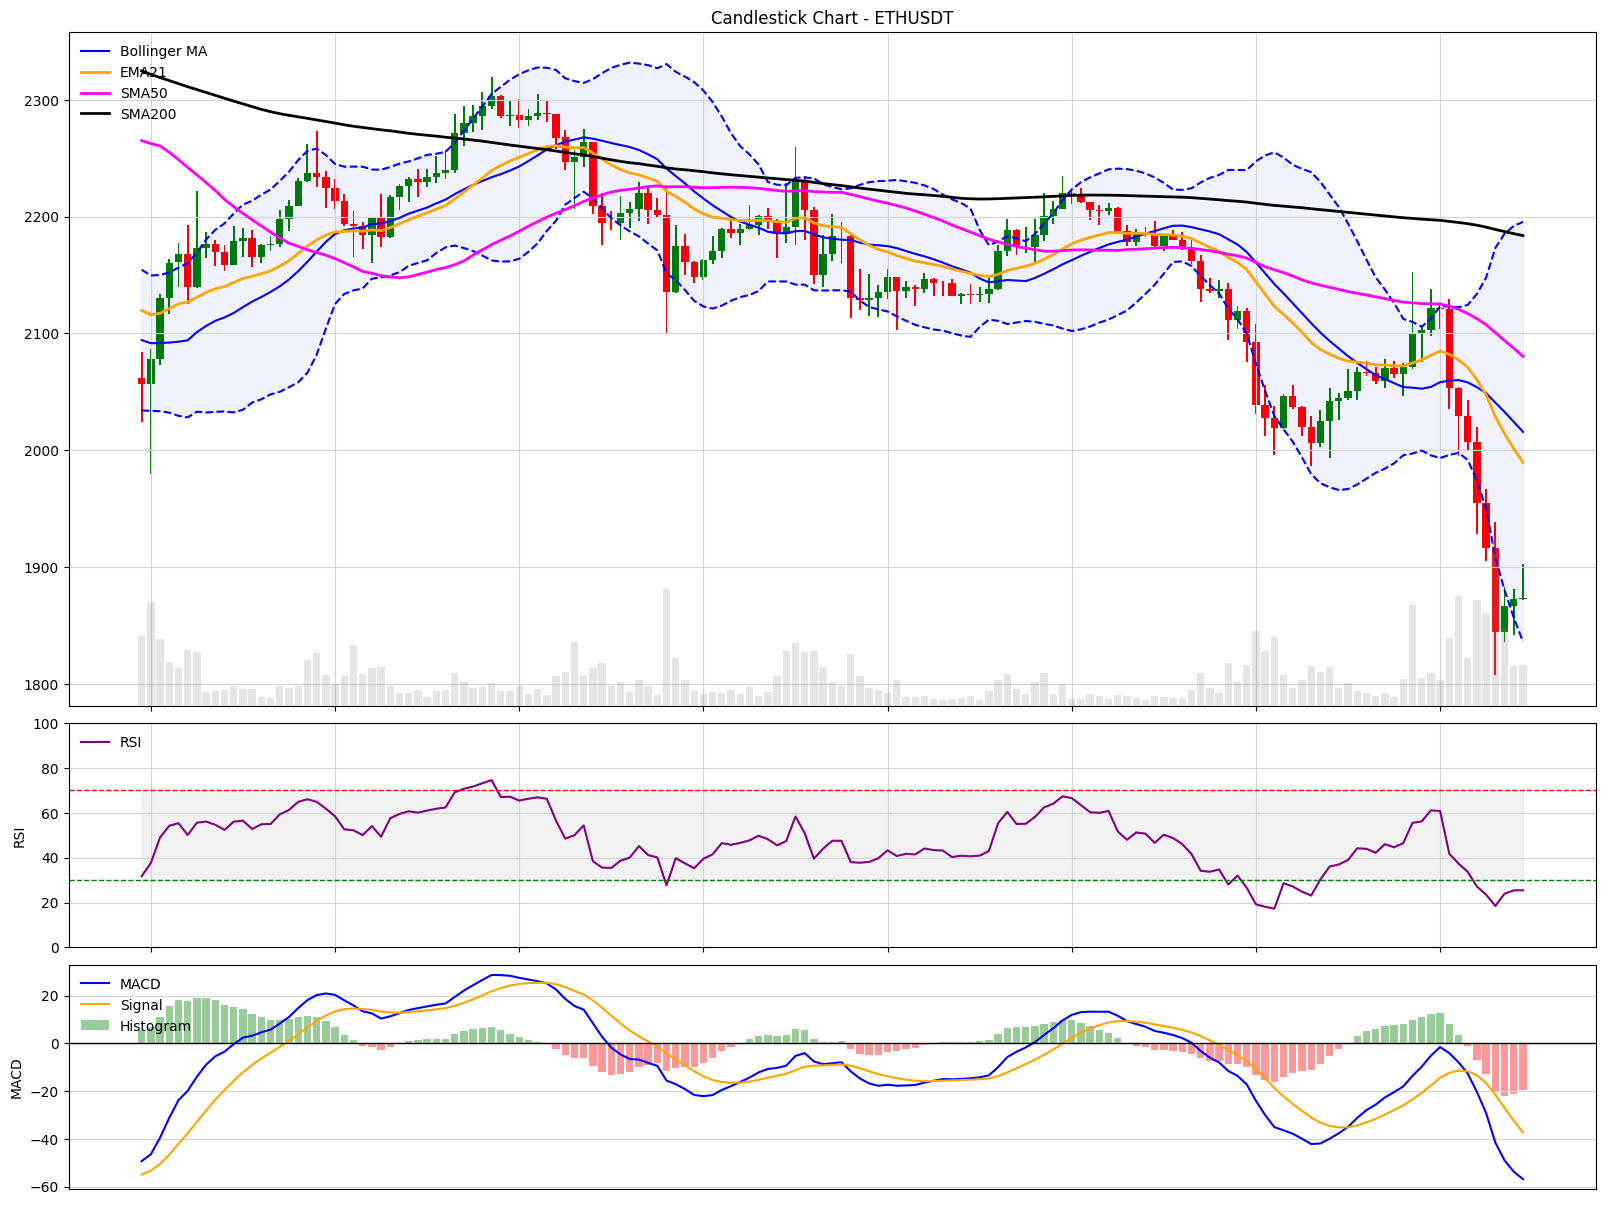 Candlestick Chart - ETHUSDT
Bollinger MA
EMA21
SMA50
SMA200
2300
2200
2100
2000
1900
1800
RSI
RSI
100
80
60
40
20
0
MACD
MACD
Signal
Histogram
20
0
−20
−40
−60